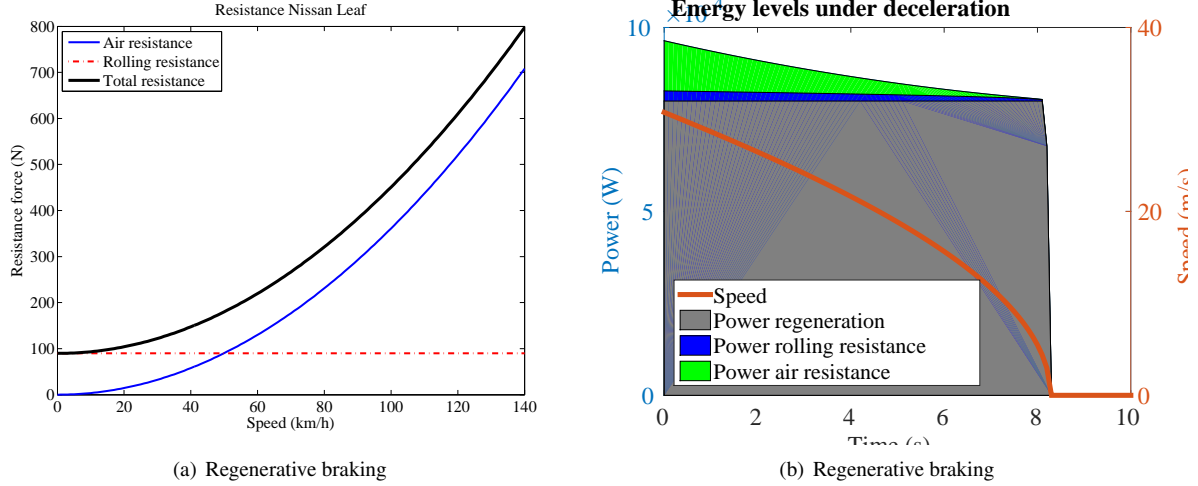 Resistance Nissan Leaf
800
700
600
500
400
300
200
100
0
Resistance force (N)
Air resistance
Rolling resistance
Total resistance
0 20 40 60 80 100 120 140
Speed (km/h)
(a) Regenerative braking
Energy levels under deceleration
10
5
0
Power (W)
40
20
0
Speed (m/s)
Speed
Power regeneration
Power rolling resistance
Power air resistance
0 2 4 6 8 10
Time (s)
(b) Regenerative braking